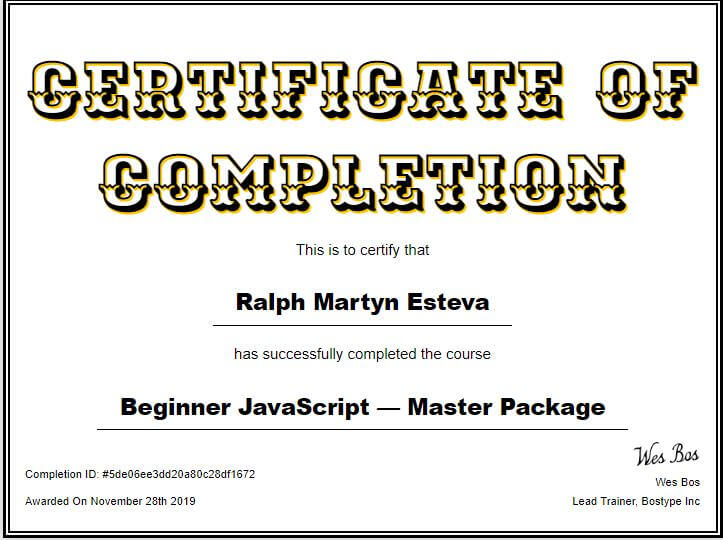 CERTIFICATE OF
COMPLETION
This is to certify that
Ralph Martyn Esteva
has successfully completed the course
Beginner JavaScript — Master Package
Wes Bos
Completion ID: #5de06ee3dd20a80c28df1672
Wes Bos
Awarded On November 28th 2019
Lead Trainer, Bostype Inc